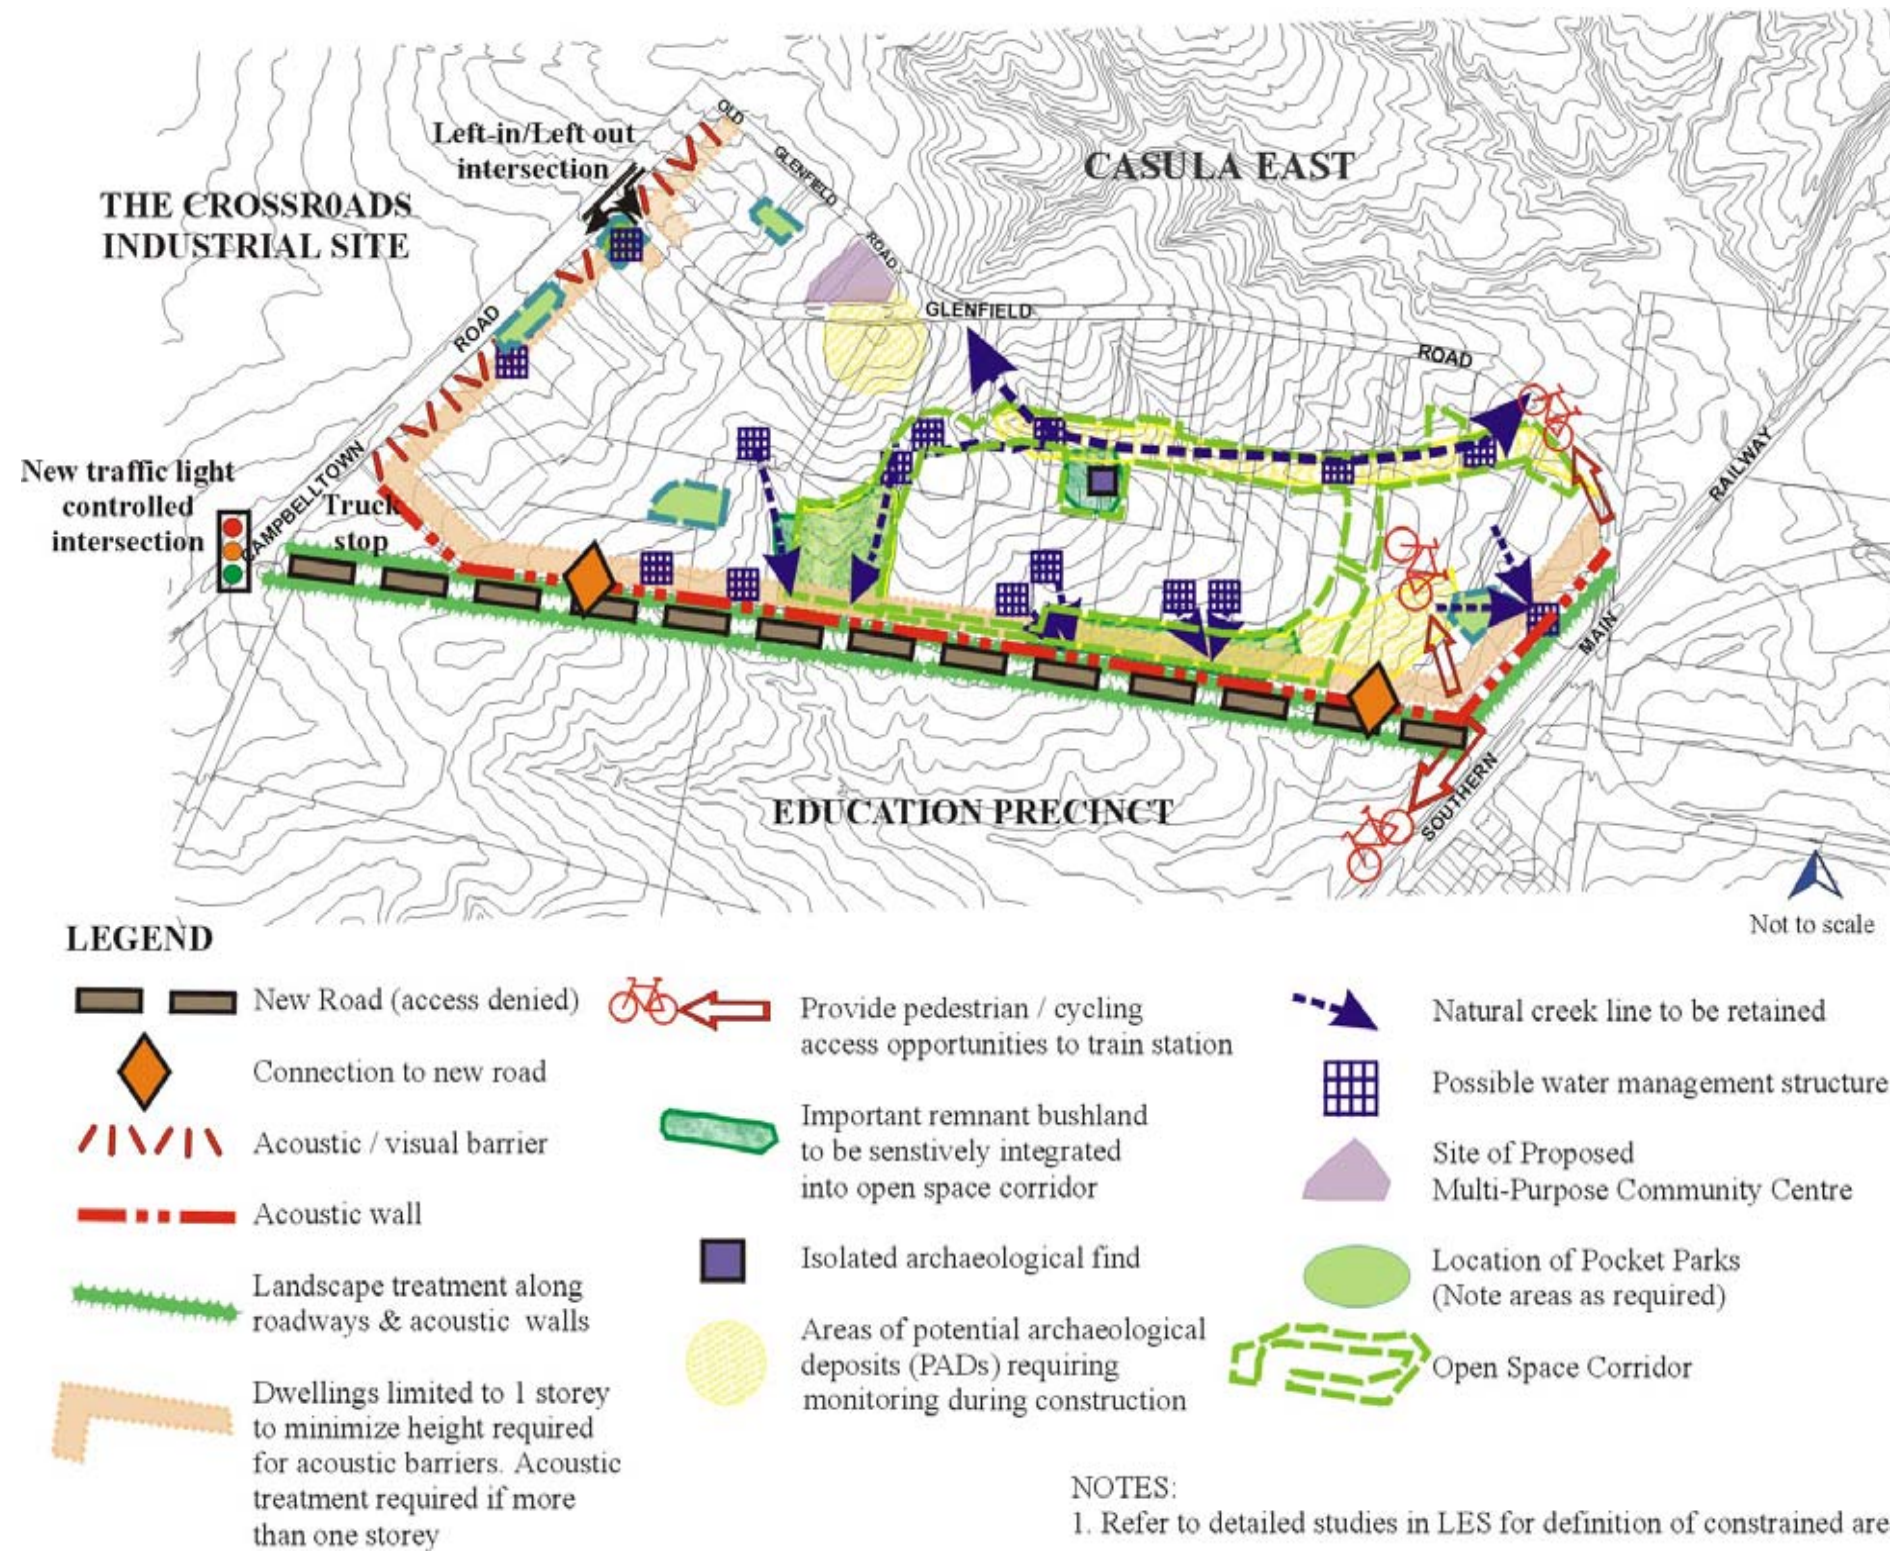 OLD
Left-in/Left out
intersection
GLENFIELD
CASULA EAST
THE CROSSR0ADS
INDUSTRIAL SITE
ROAD
GLENFIELD
ROAD
ROAD
RAILWAY
New traffic light
controlled
intersection
CAMPBELLTOWN
Truck
stop
MAIN
SOUTHERN
EDUCATION PRECINCT
Not to scale
LEGEND
New Road (access denied)
Connection to new road
Acoustic / visual barrier
Acoustic wall
Landscape treatment along
roadways & acoustic walls
Dwellings limited to 1 storey
to minimize height required
for acoustic barriers. Acoustic
treatment required if more
than one storey
Provide pedestrian / cycling
access opportunities to train station
Important remnant bushland
to be senstively integrated
into open space corridor
Isolated archaeological find
Areas of potential archaeological
deposits (PADs) requiring
monitoring during construction
Natural creek line to be retained
Possible water management structure
Site of Proposed
Multi-Purpose Community Centre
Location of Pocket Parks
(Note areas as required)
Open Space Corridor
NOTES:
1. Refer to detailed studies in LES for definition of constrained are